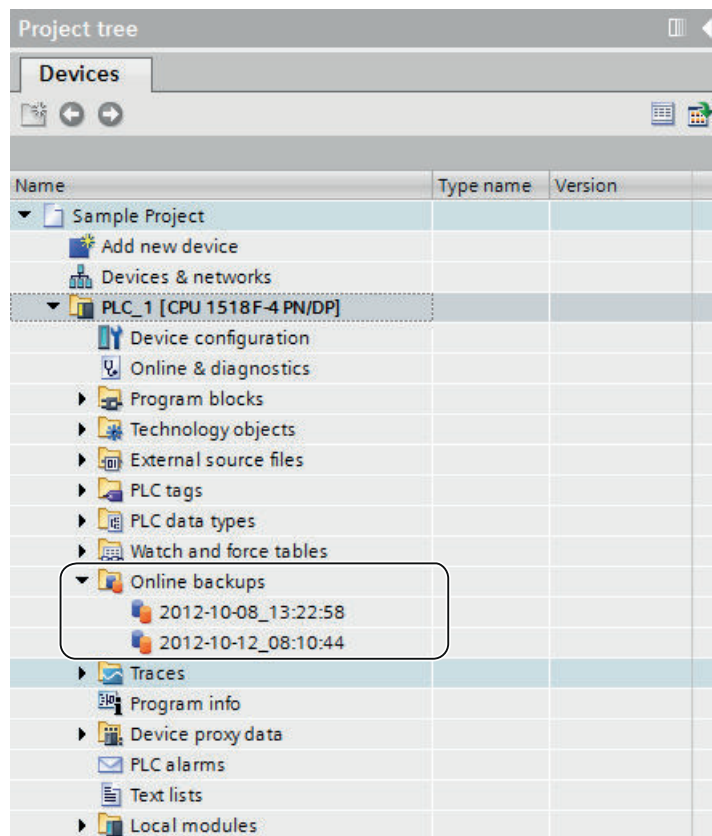 Project tree
Devices
Name Type name Version
Sample Project
Add new device
Devices & networks
PLC_1 [CPU 1518F-4 PN/DP]
Device configuration
Online & diagnostics
Program blocks
Technology objects
External source files
PLC tags
PLC data types
Watch and force tables
Online backups
2012-10-08_13:22:58
2012-10-12_08:10:44
Traces
Program info
Device proxy data
PLC alarms
Text lists
Local modules